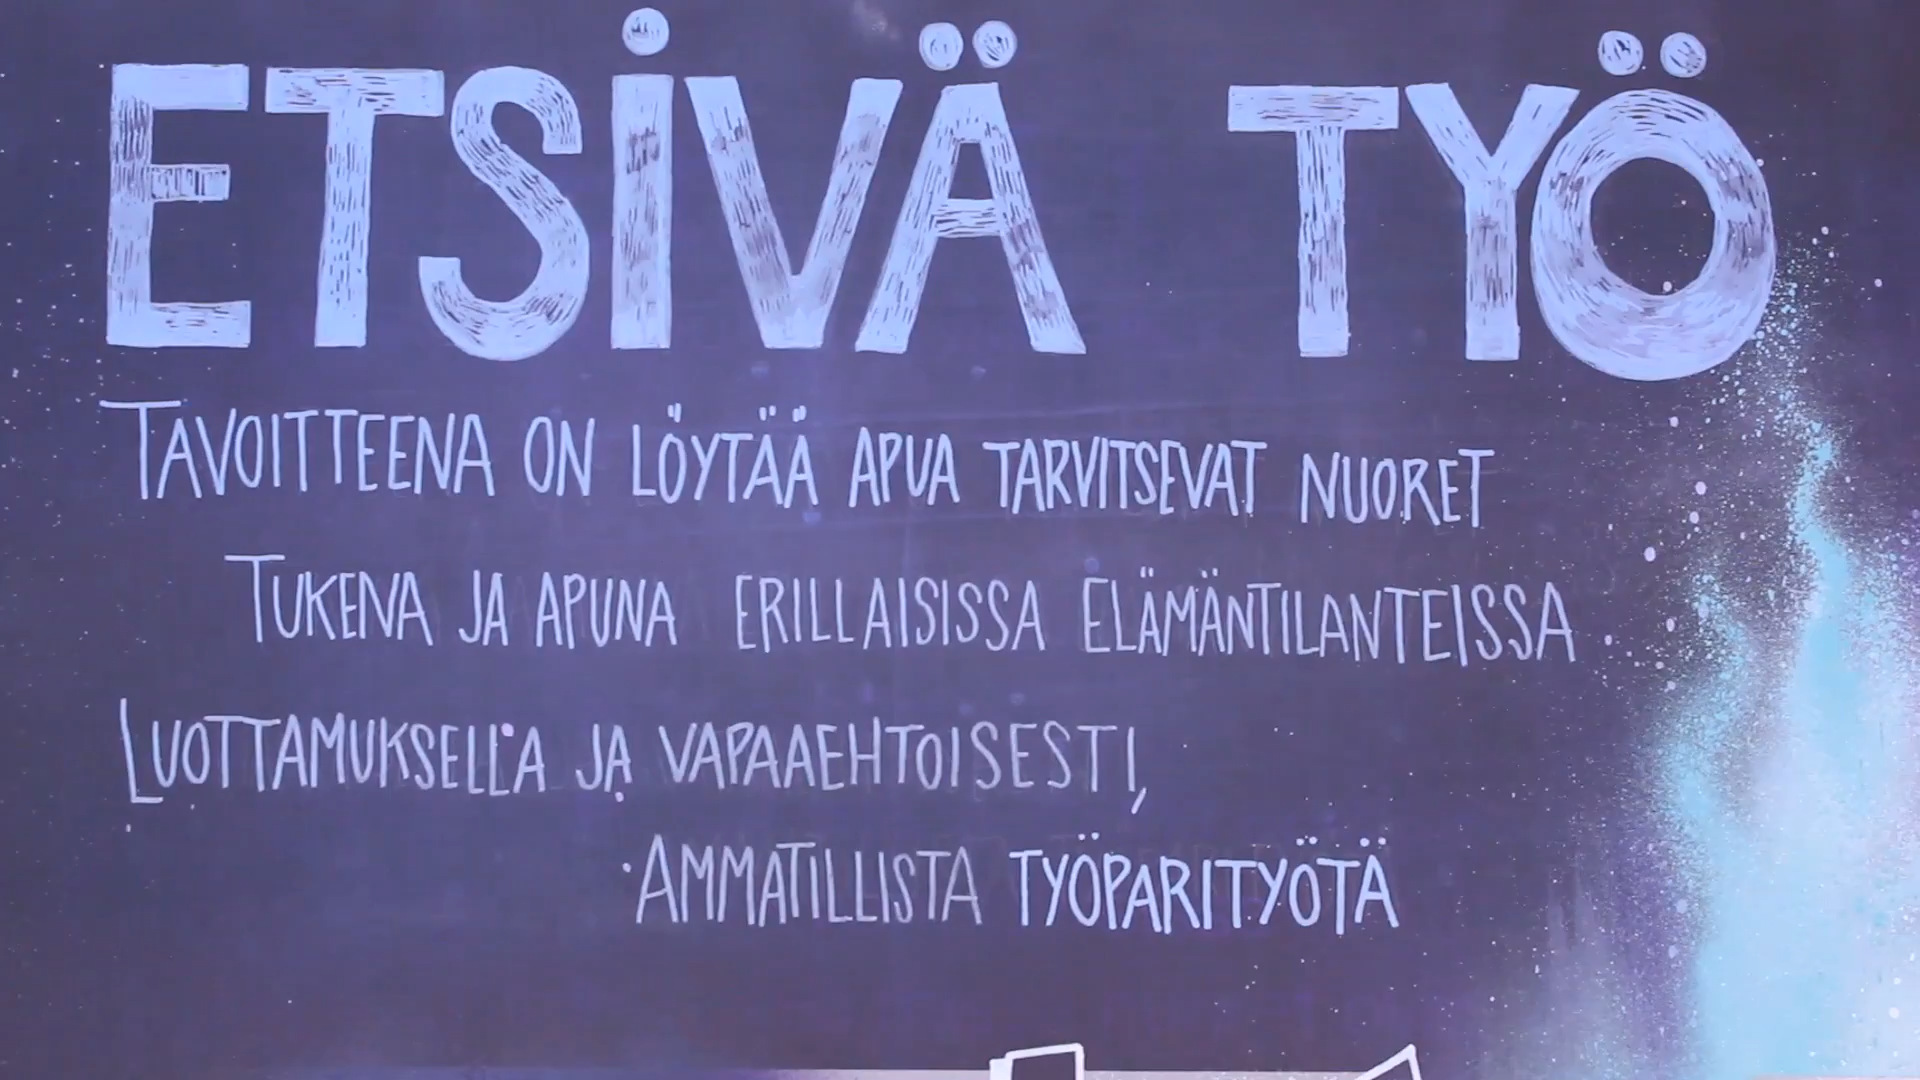 ETSIVÄ TYÖ
TAVOITTEENA ON LÖYTÄÄ APUA TARVITSEVAT NUORET
TUKENA JA APUNA ERILLAISISSA ELÄMÄNTILANTEISSA
LUOTTAMUKSELLA JA VAPAAEHTOISESTI,
AMMATILLISTA TYÖPARITYÖTÄ